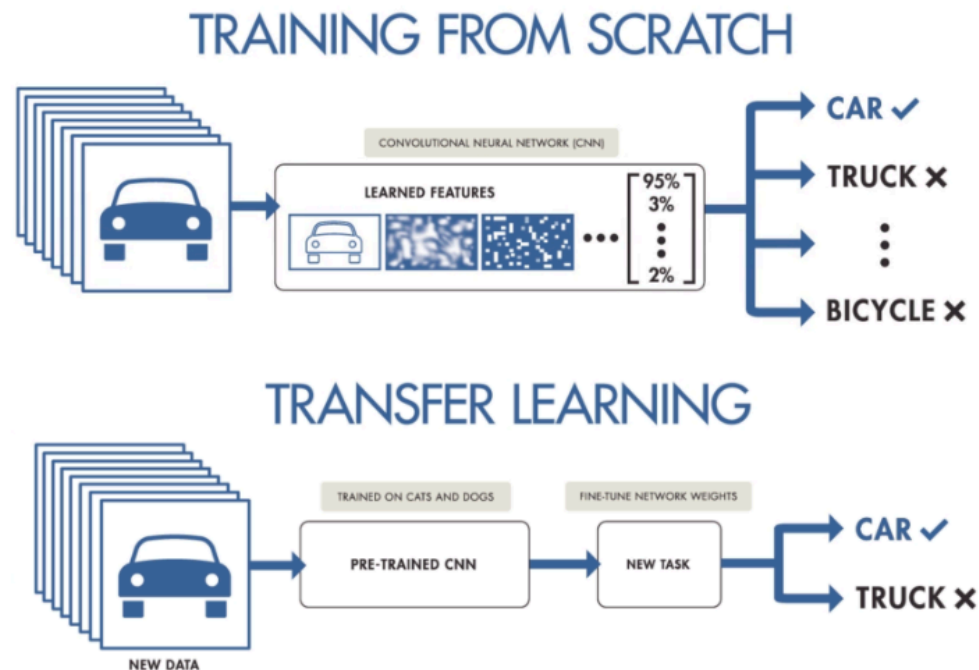 TRAINING FROM SCRATCH
CONVOLUTIONAL NEURAL NETWORK (CNN)
LEARNED FEATURES
95%
3%
2%
CAR ✓
TRUCK ✕
BICYCLE ✕
TRANSFER LEARNING
TRAINED ON CATS AND DOGS
FINE-TUNE NETWORK WEIGHTS
PRE-TRAINED CNN
NEW TASK
CAR ✓
TRUCK ✕
NEW DATA